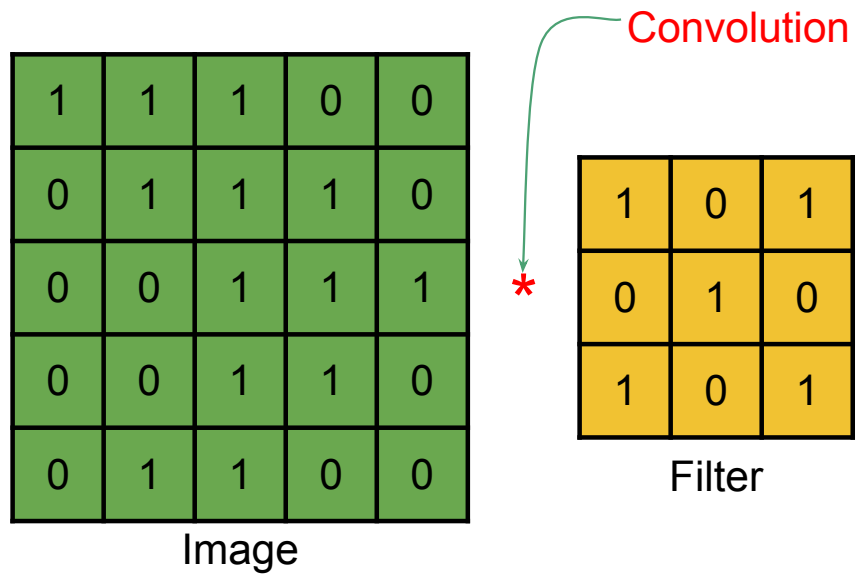 Convolution
1 1 1 0 0
0 1 1 1 0
0 0 1 1 1
0 0 1 1 0
0 1 1 0 0
Image
*
1 0 1
0 1 0
1 0 1
Filter